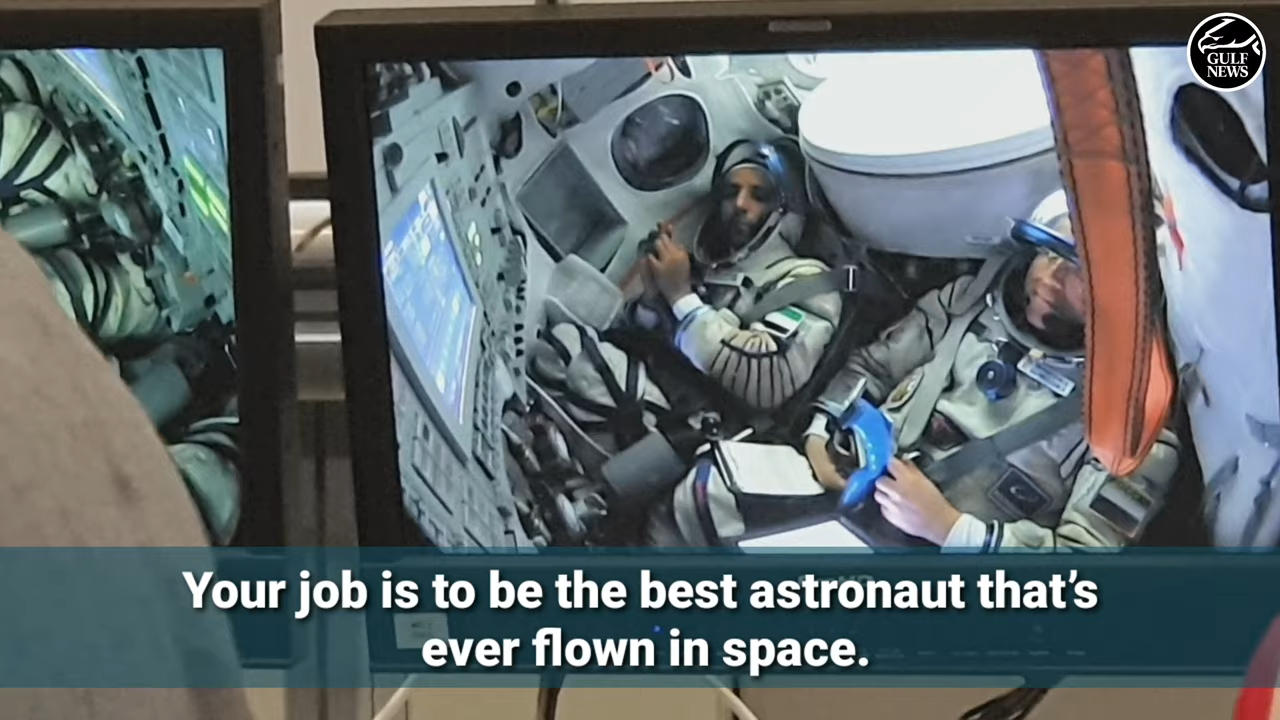 GULF
NEWS
Your job is to be the best astronaut that’s
ever flown in space.